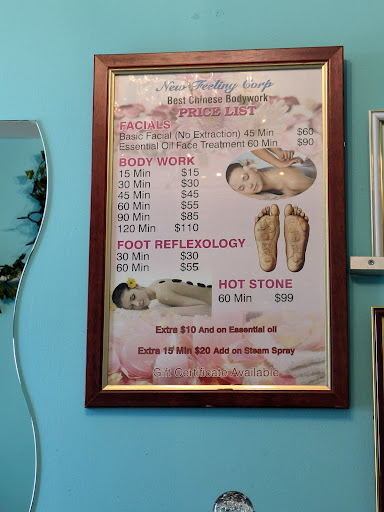 New Feeling Corp
Best Chinese Bodywork
PRICE LIST
FACIALS
Basic Facial (No Extraction) 45 Min $60
Essential Oil Face Treatment 60 Min $90
BODY WORK
15 Min $15
30 Min $30
45 Min $45
60 Min $55
90 Min $85
120 Min $110
FOOT REFLEXOLOGY
30 Min $30
60 Min $55
HOT STONE
60 Min $99
Extra $10 And on Essential oil
Extra 15 Min $20 Add on Steam Spray
Gift Certificate Available